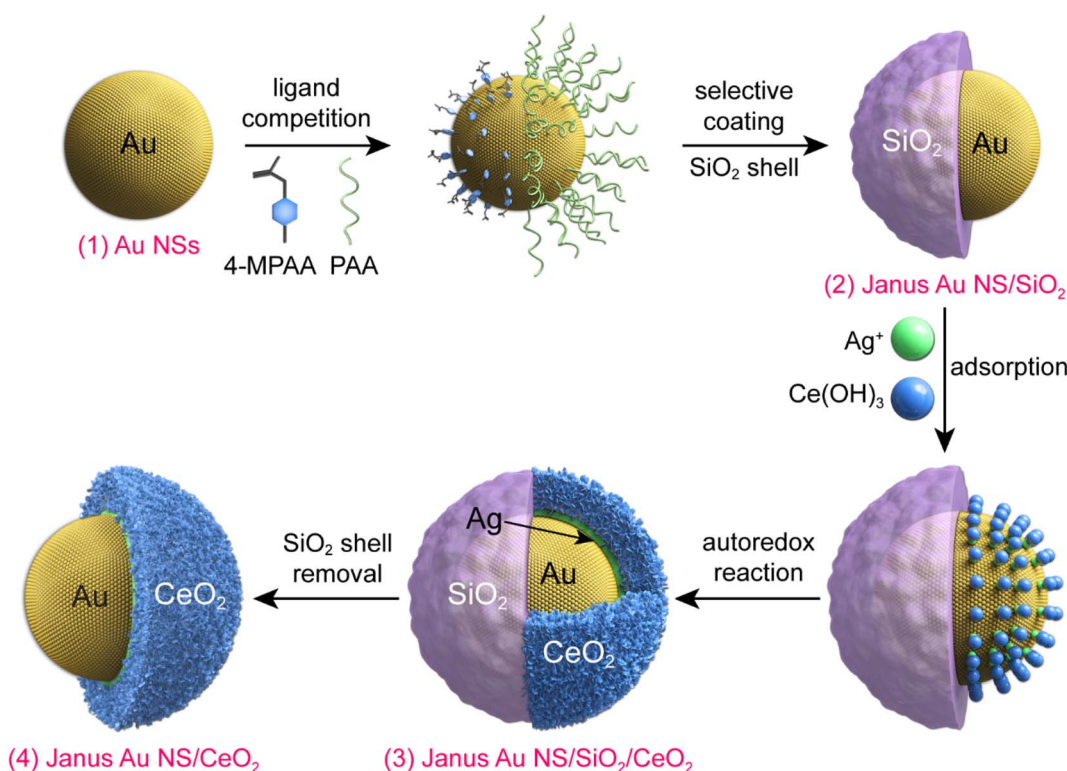 Au
(1) Au NSs
ligand
competition
4-MPAA
PAA
selective
coating
SiO₂ shell
SiO₂
Au
(2) Janus Au NS/SiO₂
Ag⁺
Ce(OH)₃
adsorption
autoredox
reaction
Ag
Au
SiO₂
CeO₂
(3) Janus Au NS/SiO₂/CeO₂
SiO₂ shell
removal
Au
CeO₂
(4) Janus Au NS/CeO₂